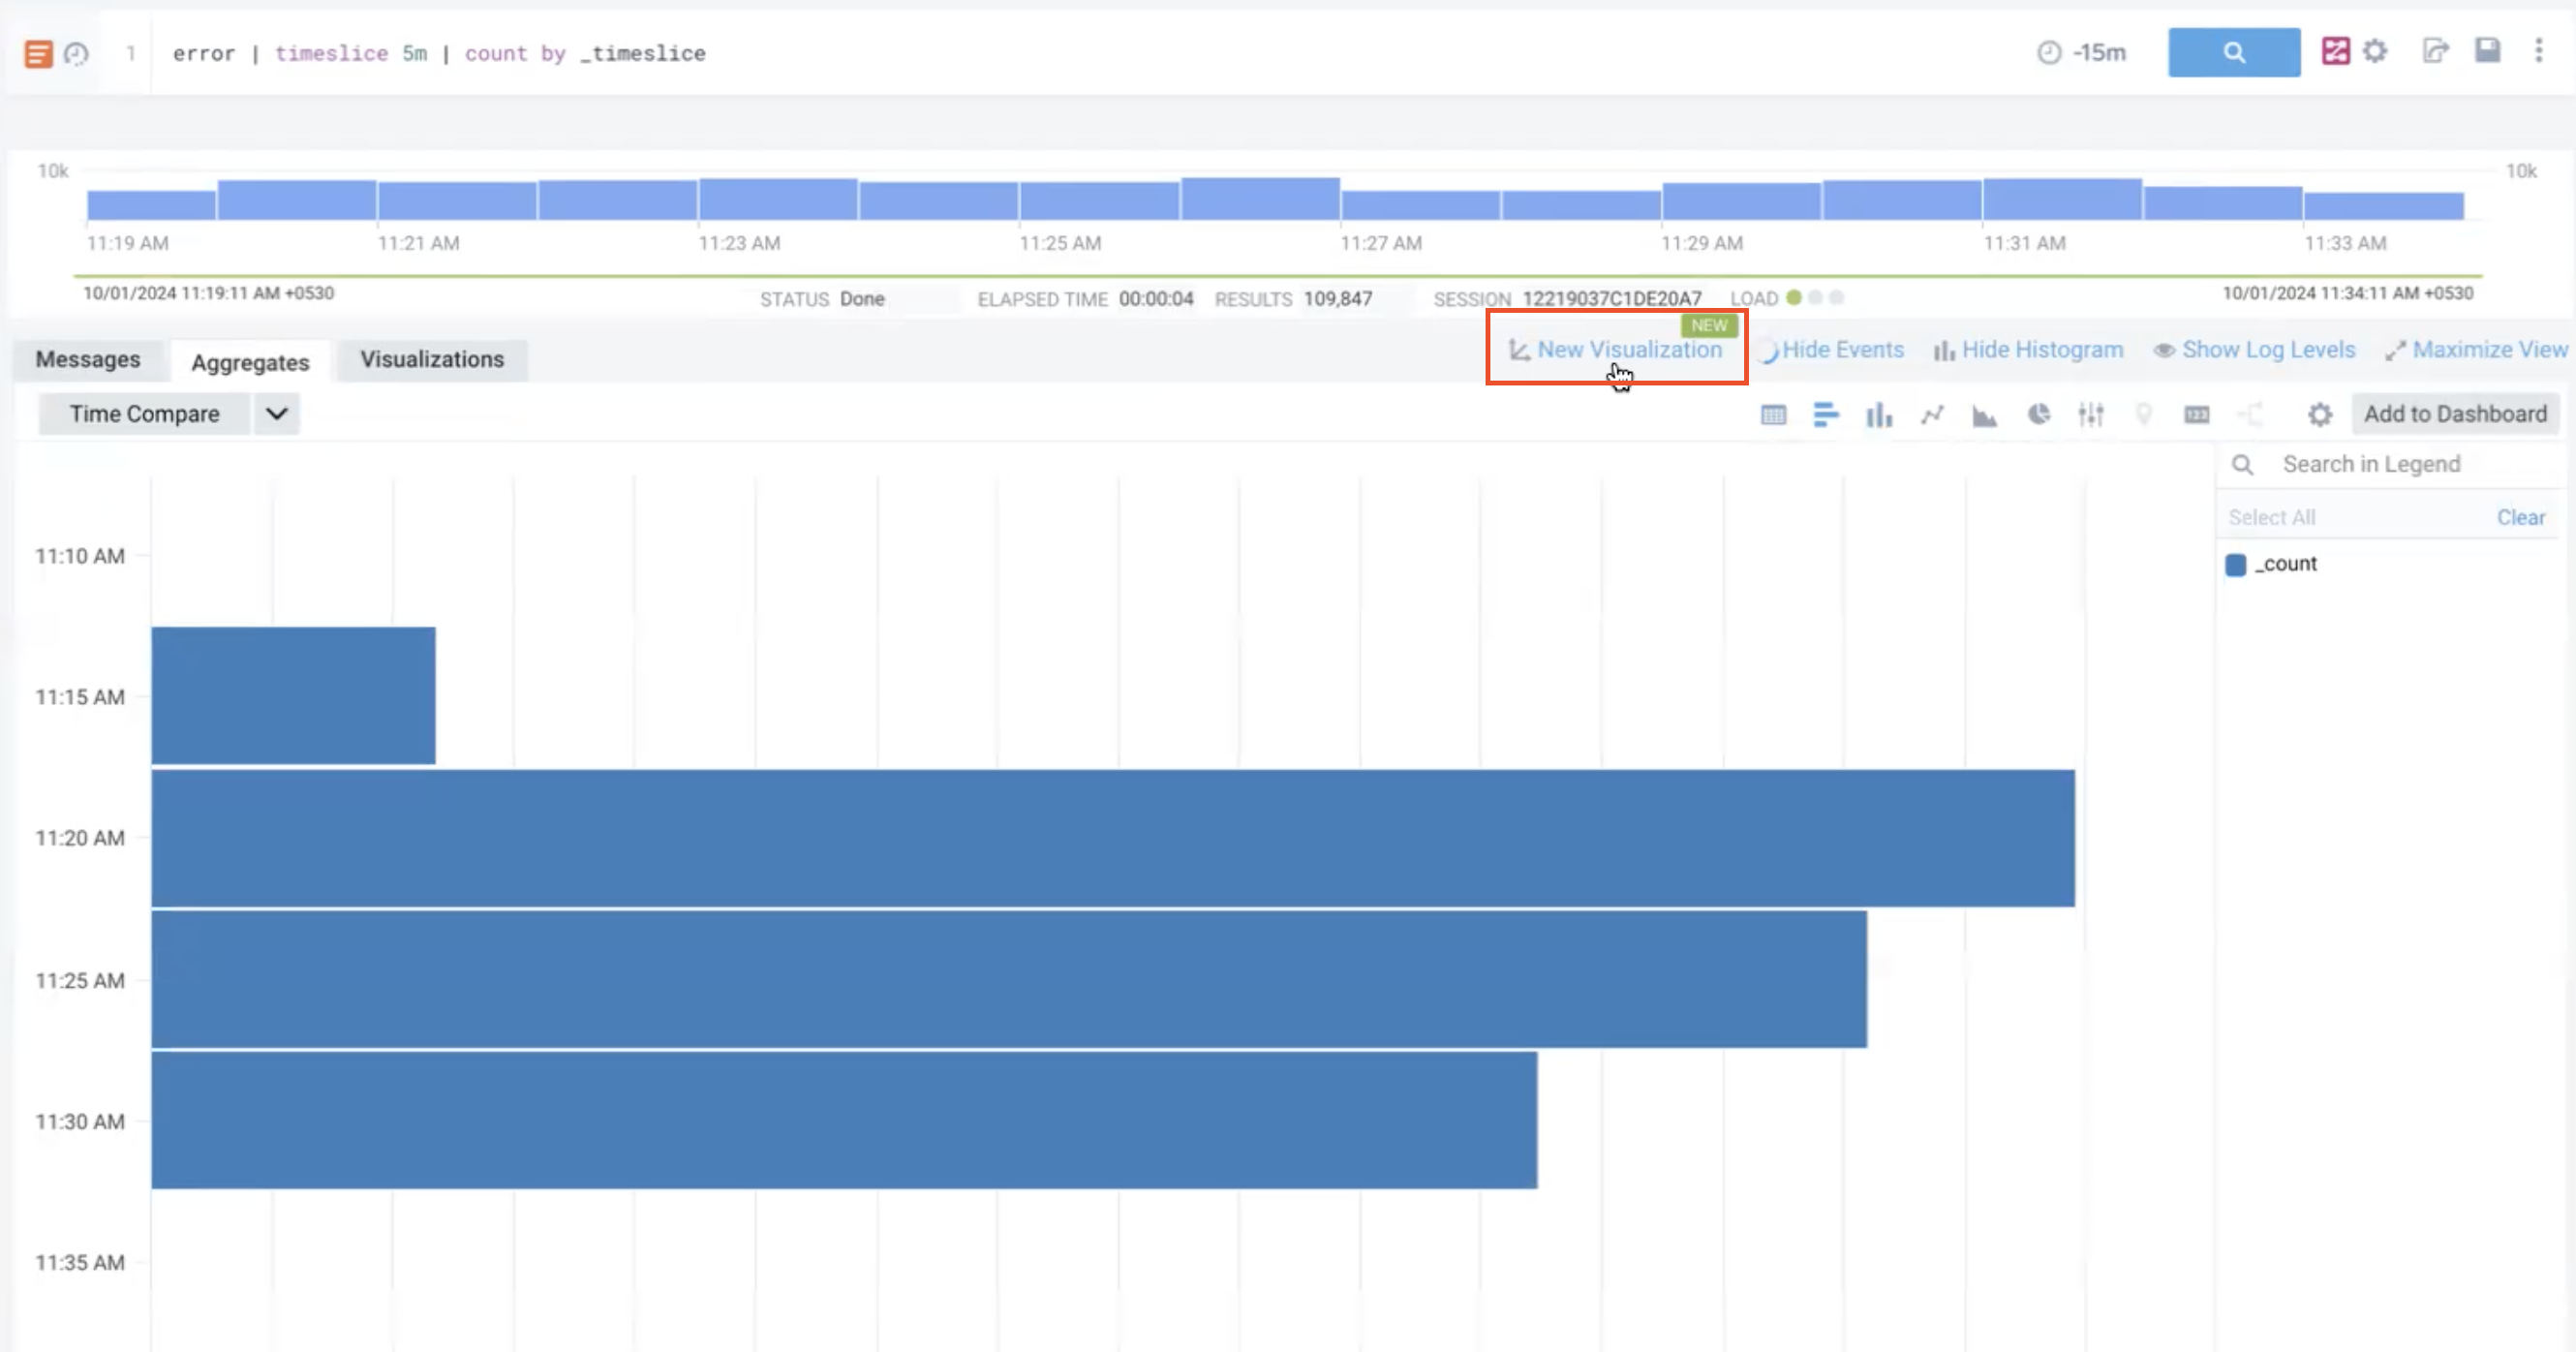 1 error | timeslice 5m | count by _timeslice
-15m
10k 10k
11:19 AM 11:21 AM 11:23 AM 11:25 AM 11:27 AM 11:29 AM 11:31 AM 11:33 AM
10/01/2024 11:19:11 AM +0530 STATUS Done ELAPSED TIME 00:00:04 RESULTS 109,847 SESSION 12219037C1DE20A7 LOAD 10/01/2024 11:34:11 AM +0530
NEW
Messages Aggregates Visualizations New Visualization Hide Events Hide Histogram Show Log Levels Maximize View
Time Compare Add to Dashboard
Search in Legend
Select All Clear
_count
11:10 AM
11:15 AM
11:20 AM
11:25 AM
11:30 AM
11:35 AM